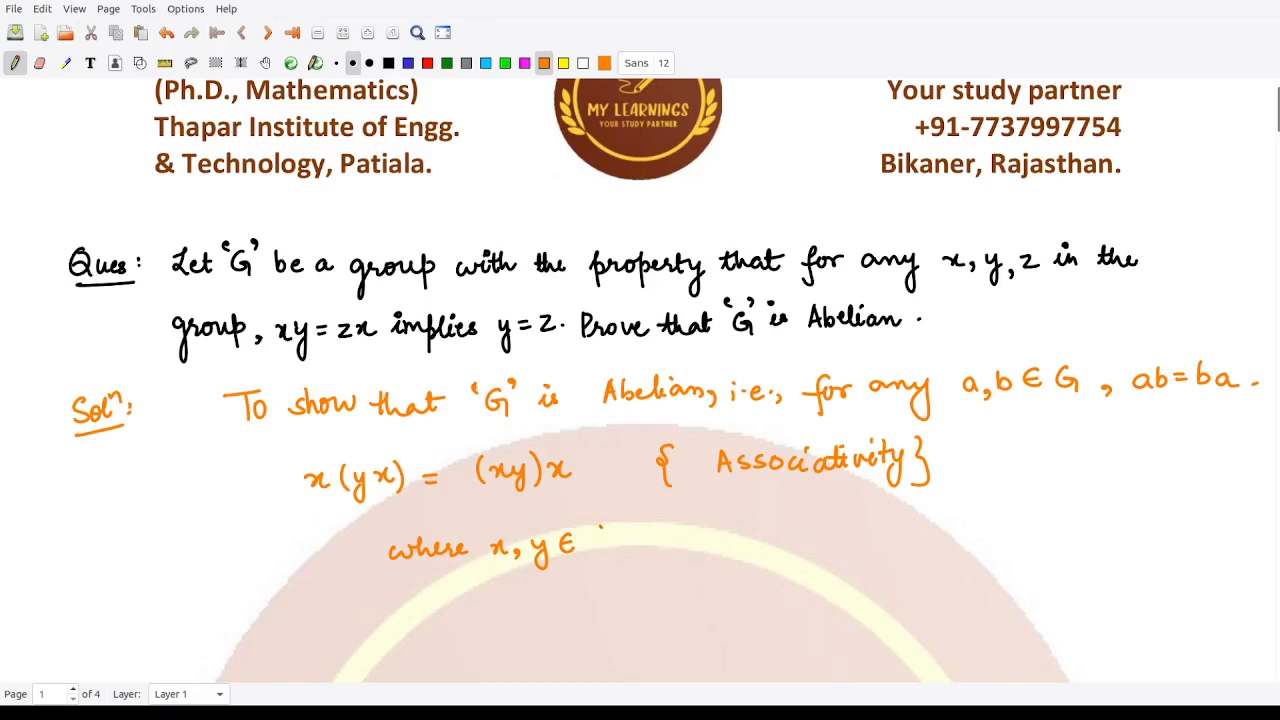 File Edit View Page Tools Options Help
Sans 12
(Ph.D., Mathematics)
Thapar Institute of Engg.
& Technology, Patiala.
MY LEARNINGS
YOUR STUDY PARTNER
Your study partner
+91-7737997754
Bikaner, Rajasthan.
Ques: Let 'G' be a group with the property that for any x, y, z in the
group, xy = zx implies y = z. Prove that 'G' is Abelian.
Solⁿ: To show that 'G' is Abelian, i.e., for any a, b ∈ G, ab = ba.
x(yx) = (xy)x { Associativity}
where x, y ∈
Page 1 of 4 Layer: Layer 1